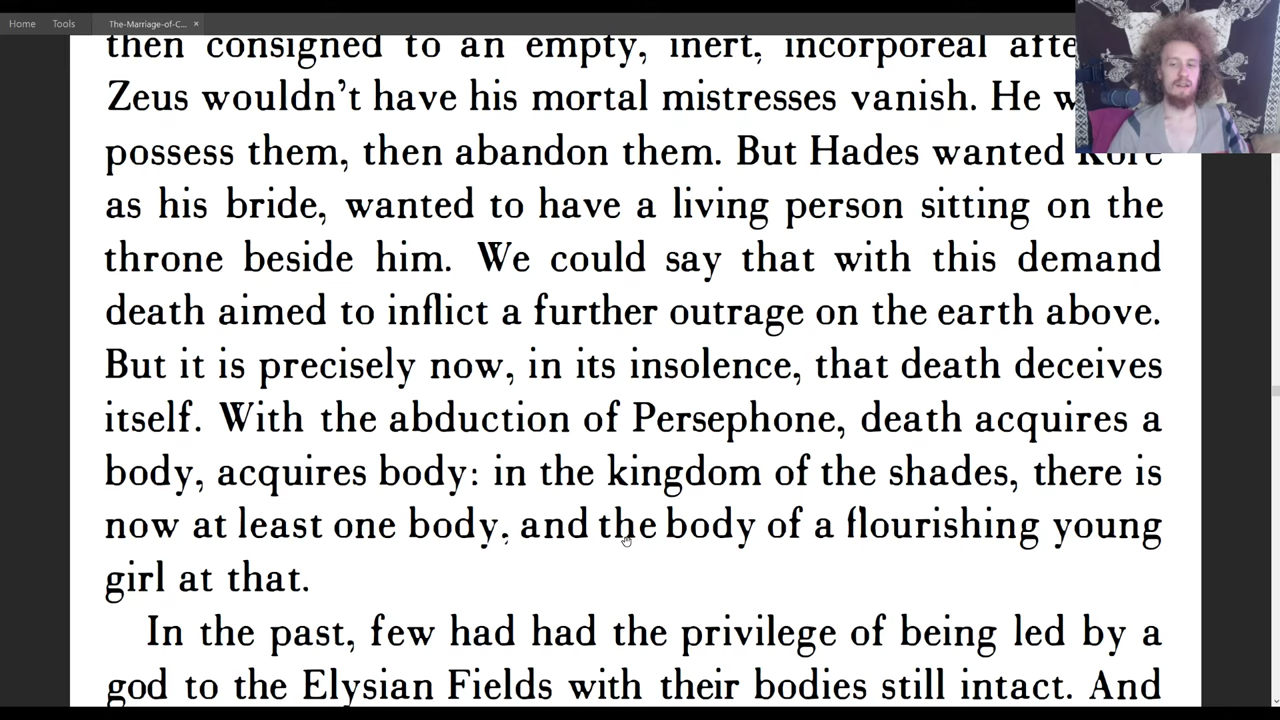 Home Tools The-Marriage-of-C... ×
then consigned to an empty, inert, incorporeal
Zeus wouldn't have his mortal mistresses vanish. He
possess them, then abandon them. But Hades wanted Kore
as his bride, wanted to have a living person sitting on the
throne beside him. We could say that with this demand
death aimed to inflict a further outrage on the earth above.
But it is precisely now, in its insolence, that death deceives
itself. With the abduction of Persephone, death acquires a
body, acquires body: in the kingdom of the shades, there is
now at least one body, and the body of a flourishing young
girl at that.
In the past, few had had the privilege of being led by a
god to the Elysian Fields with their bodies still intact. And